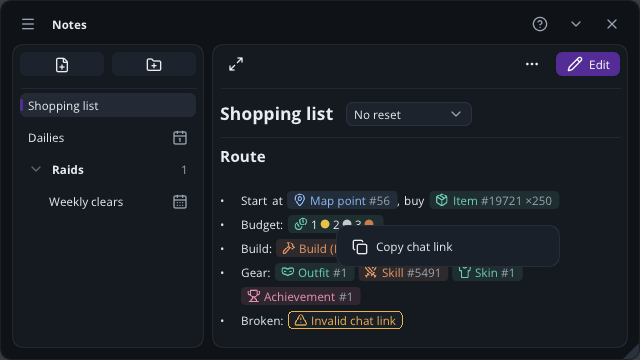 Notes
Edit
Shopping list
Shopping list
No reset
Dailies
Route
Raids 1
Start at Map point #56 , buy Item #19721 ×250
Weekly clears
Budget: 1 2 3
Copy chat link
Build: Build
Gear: Outfit #1 Skill #5491 Skin #1
Achievement #1
Broken: Invalid chat link